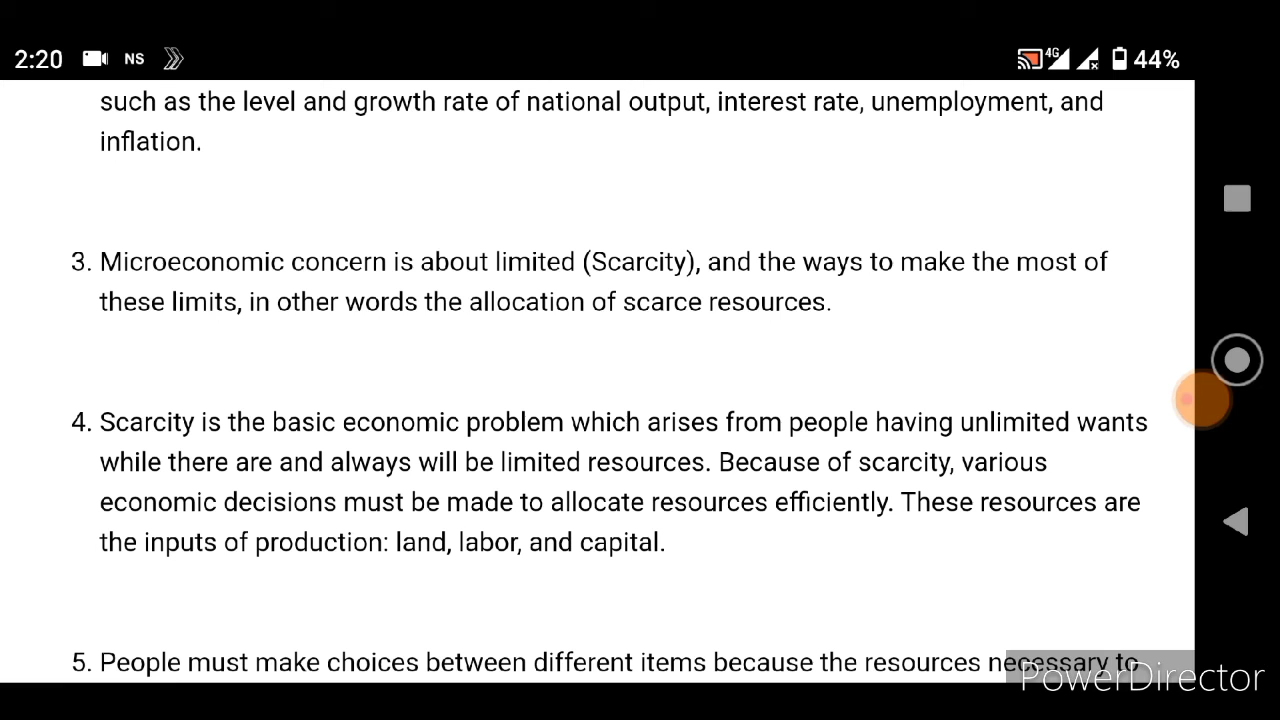 2:20 NS 4G 44%
such as the level and growth rate of national output, interest rate, unemployment, and
inflation.
3. Microeconomic concern is about limited (Scarcity), and the ways to make the most of
these limits, in other words the allocation of scarce resources.
4. Scarcity is the basic economic problem which arises from people having unlimited wants
while there are and always will be limited resources. Because of scarcity, various
economic decisions must be made to allocate resources efficiently. These resources are
the inputs of production: land, labor, and capital.
5. People must make choices between different items because the resources necessary to
PowerDirector